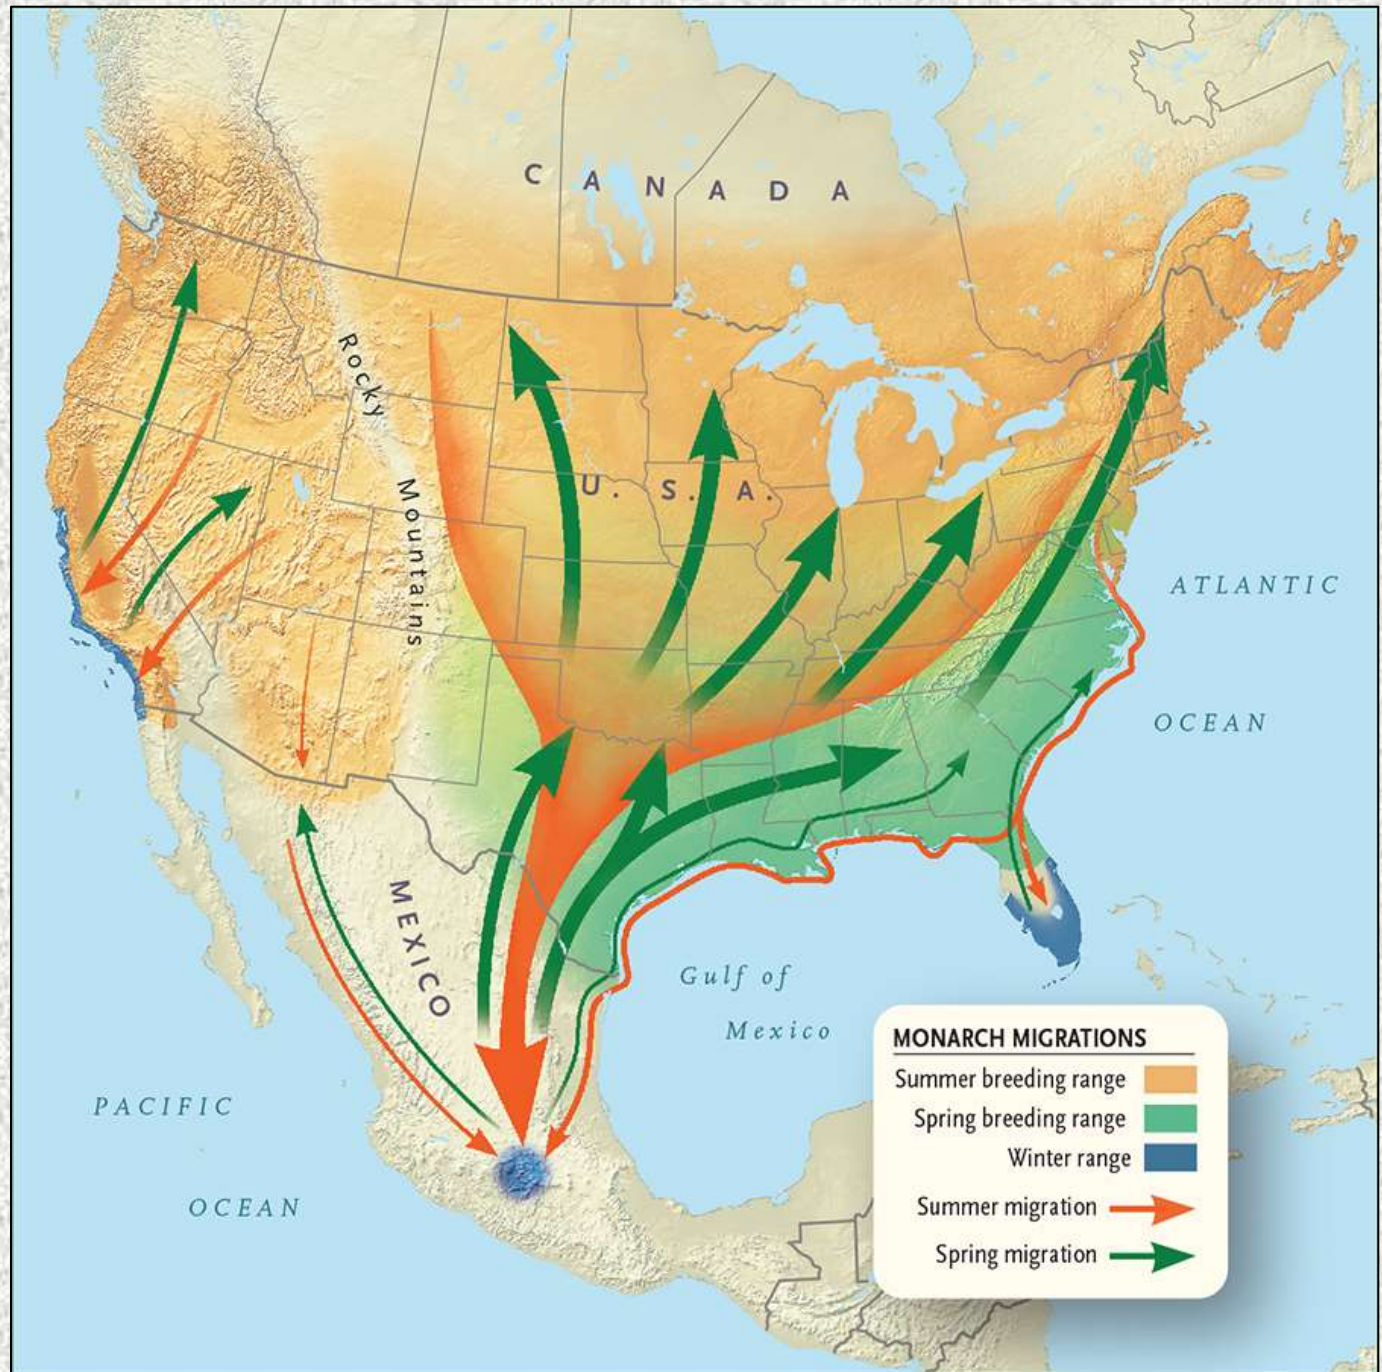 CANADA
Rocky
Mountains
U. S. A.
ATLANTIC
OCEAN
MEXICO
Gulf of
Mexico
PACIFIC
OCEAN
MONARCH MIGRATIONS
Summer breeding range
Spring breeding range
Winter range
Summer migration
Spring migration